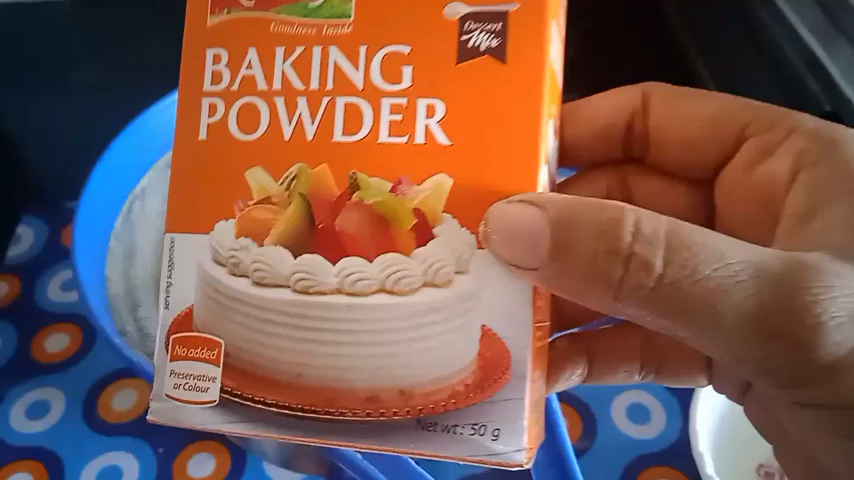 Goodness Inside
Dessert
Mix
BAKING
POWDER
serving suggestion
No added
Preservative
or Colour
Net wt: 50 g